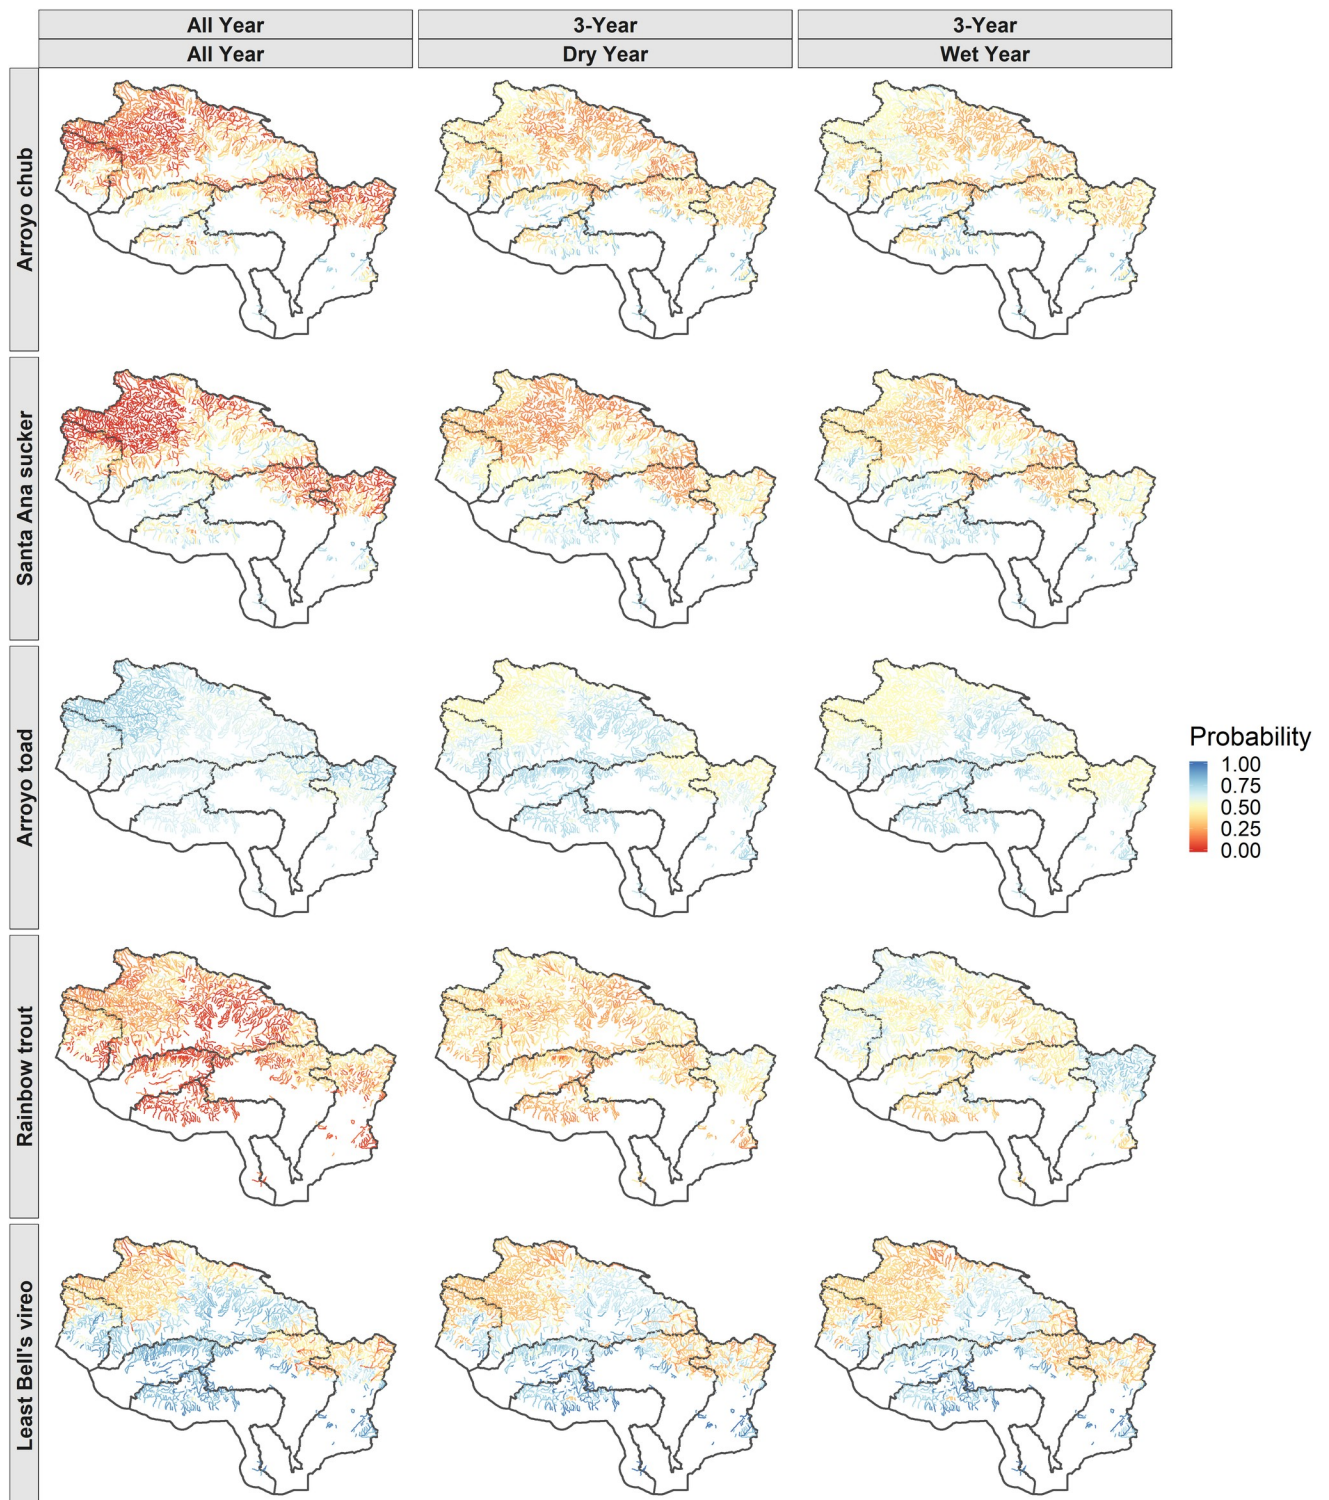 All Year
3-Year
3-Year
All Year
Dry Year
Wet Year
Arroyo chub
Santa Ana sucker
Arroyo toad
Rainbow trout
Least Bell's vireo
Probability
1.00
0.75
0.50
0.25
0.00